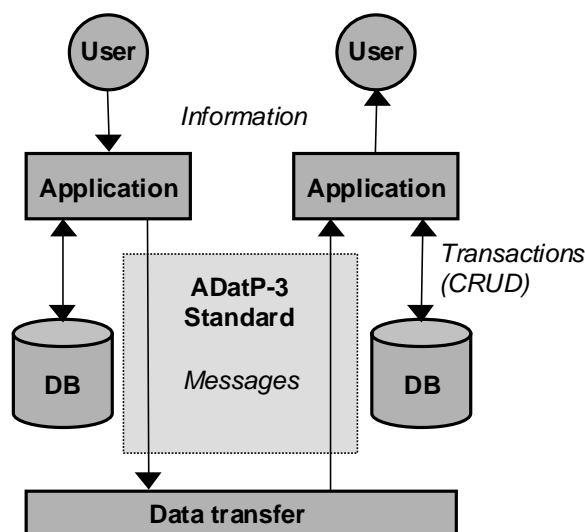 User
User
Information
Application
Application
Transactions
(CRUD)
ADatP-3
Standard
Messages
DB
DB
Data transfer